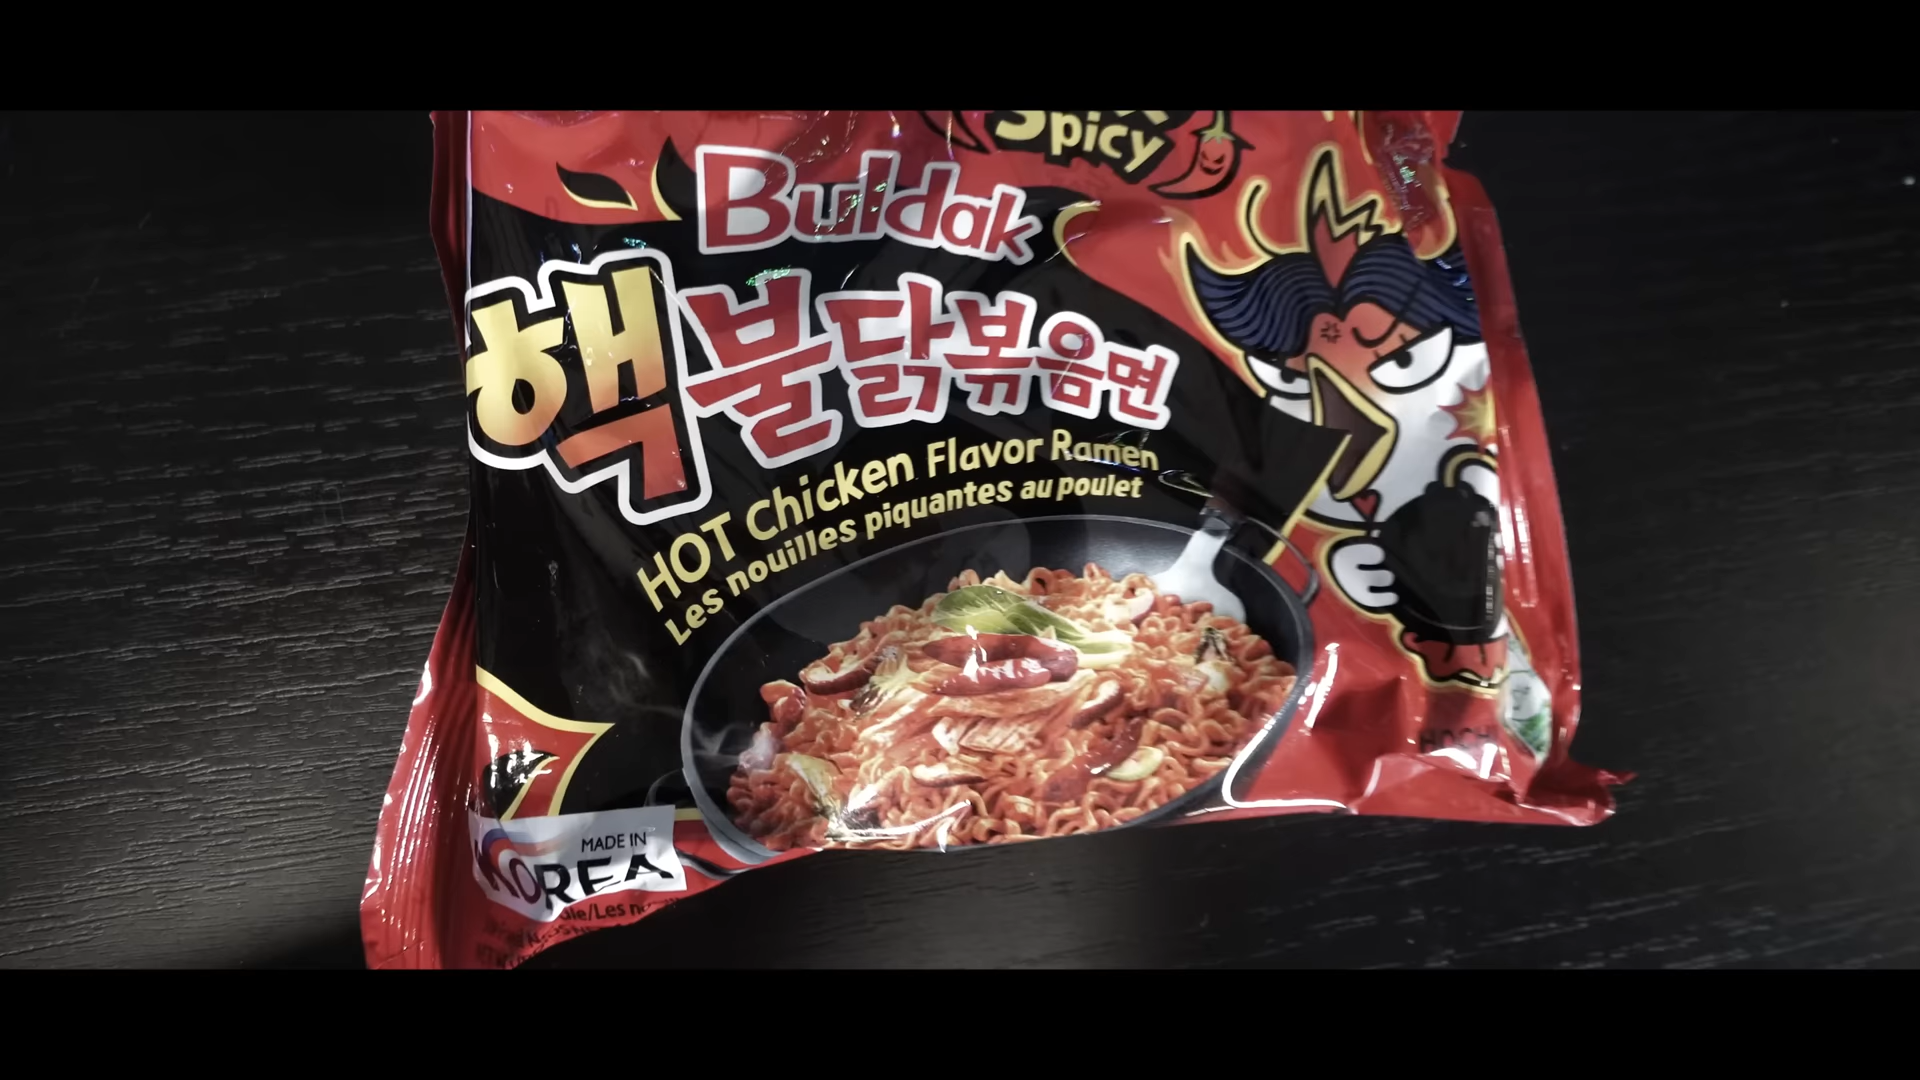 Spicy
Buldak
핵불닭볶음면
HOT Chicken Flavor Ramen
Les nouilles piquantes au poulet
MADE IN
KOREA